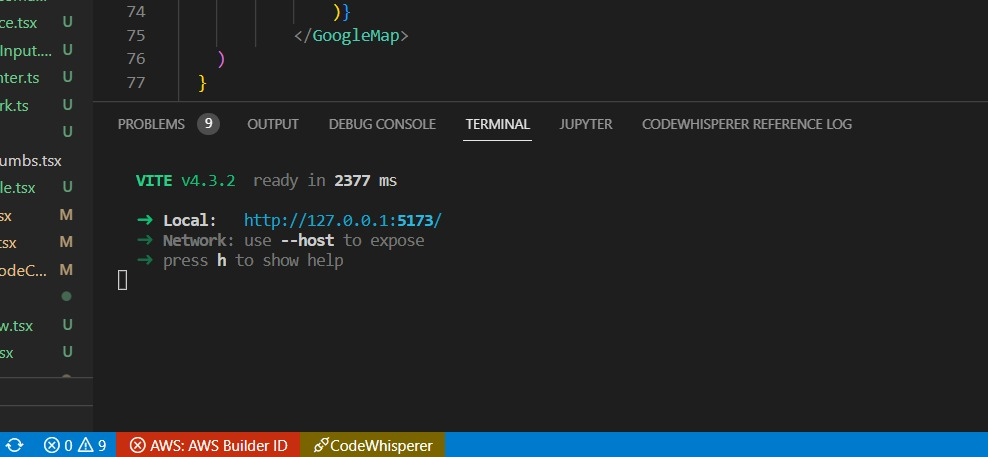 ce.tsx U
Input.... U
nter.ts U
rk.ts U
U
umbs.tsx
le.tsx U
sx M
tsx M
odeC... M
w.tsx U
sx U
74 )}
75 </GoogleMap>
76 )
77 }
PROBLEMS 9 OUTPUT DEBUG CONSOLE TERMINAL JUPYTER CODEWHISPERER REFERENCE LOG
VITE v4.3.2 ready in 2377 ms
➜ Local: http://127.0.0.1:5173/
➜ Network: use --host to expose
➜ press h to show help
0 9 AWS: AWS Builder ID CodeWhisperer